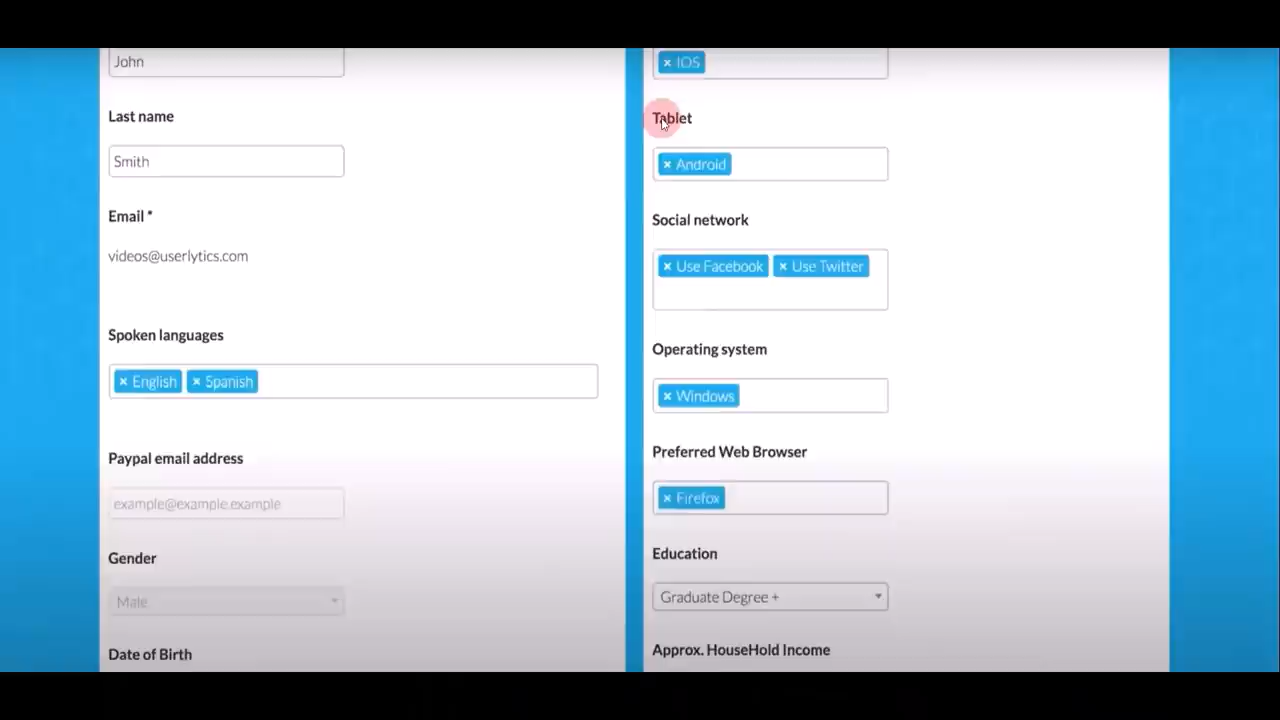 John
Last name
Smith
Email *
videos@userlytics.com
Spoken languages
× English × Spanish
Paypal email address
example@example.example
Gender
Male
Date of Birth
× IOS
Tablet
× Android
Social network
× Use Facebook × Use Twitter
Operating system
× Windows
Preferred Web Browser
× Firefox
Education
Graduate Degree +
Approx. HouseHold Income